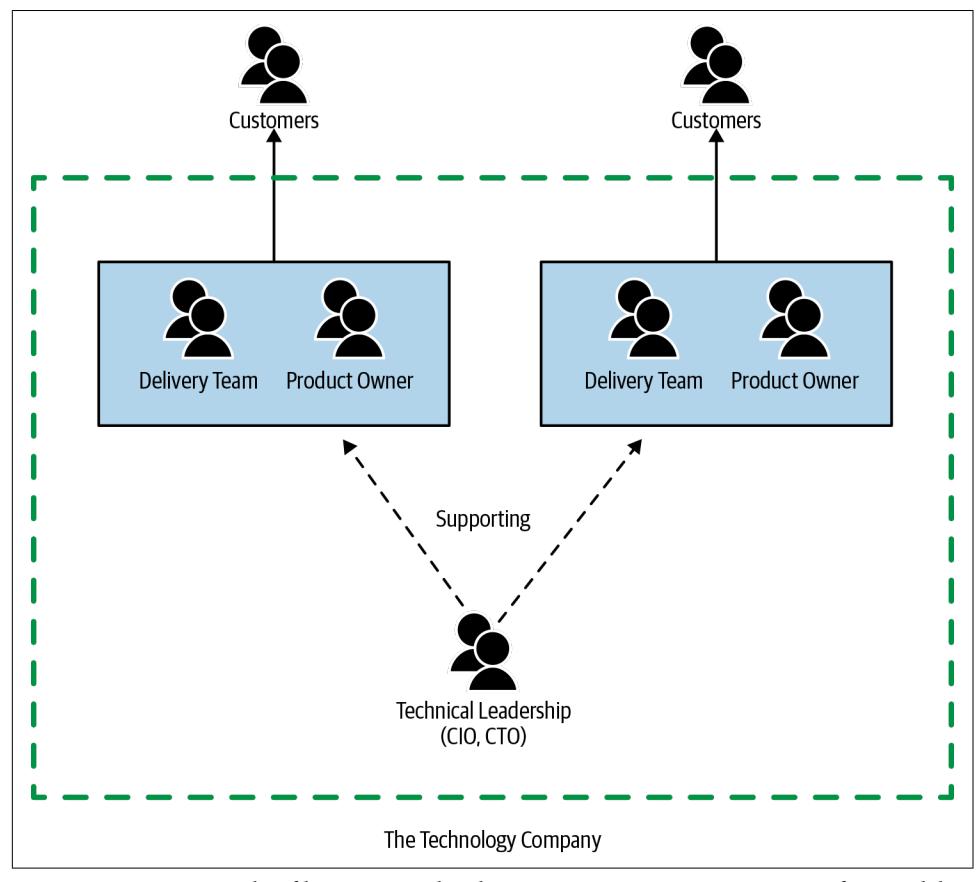 Customers
Customers
Delivery Team
Product Owner
Delivery Team
Product Owner
Supporting
Technical Leadership
(CIO, CTO)
The Technology Company